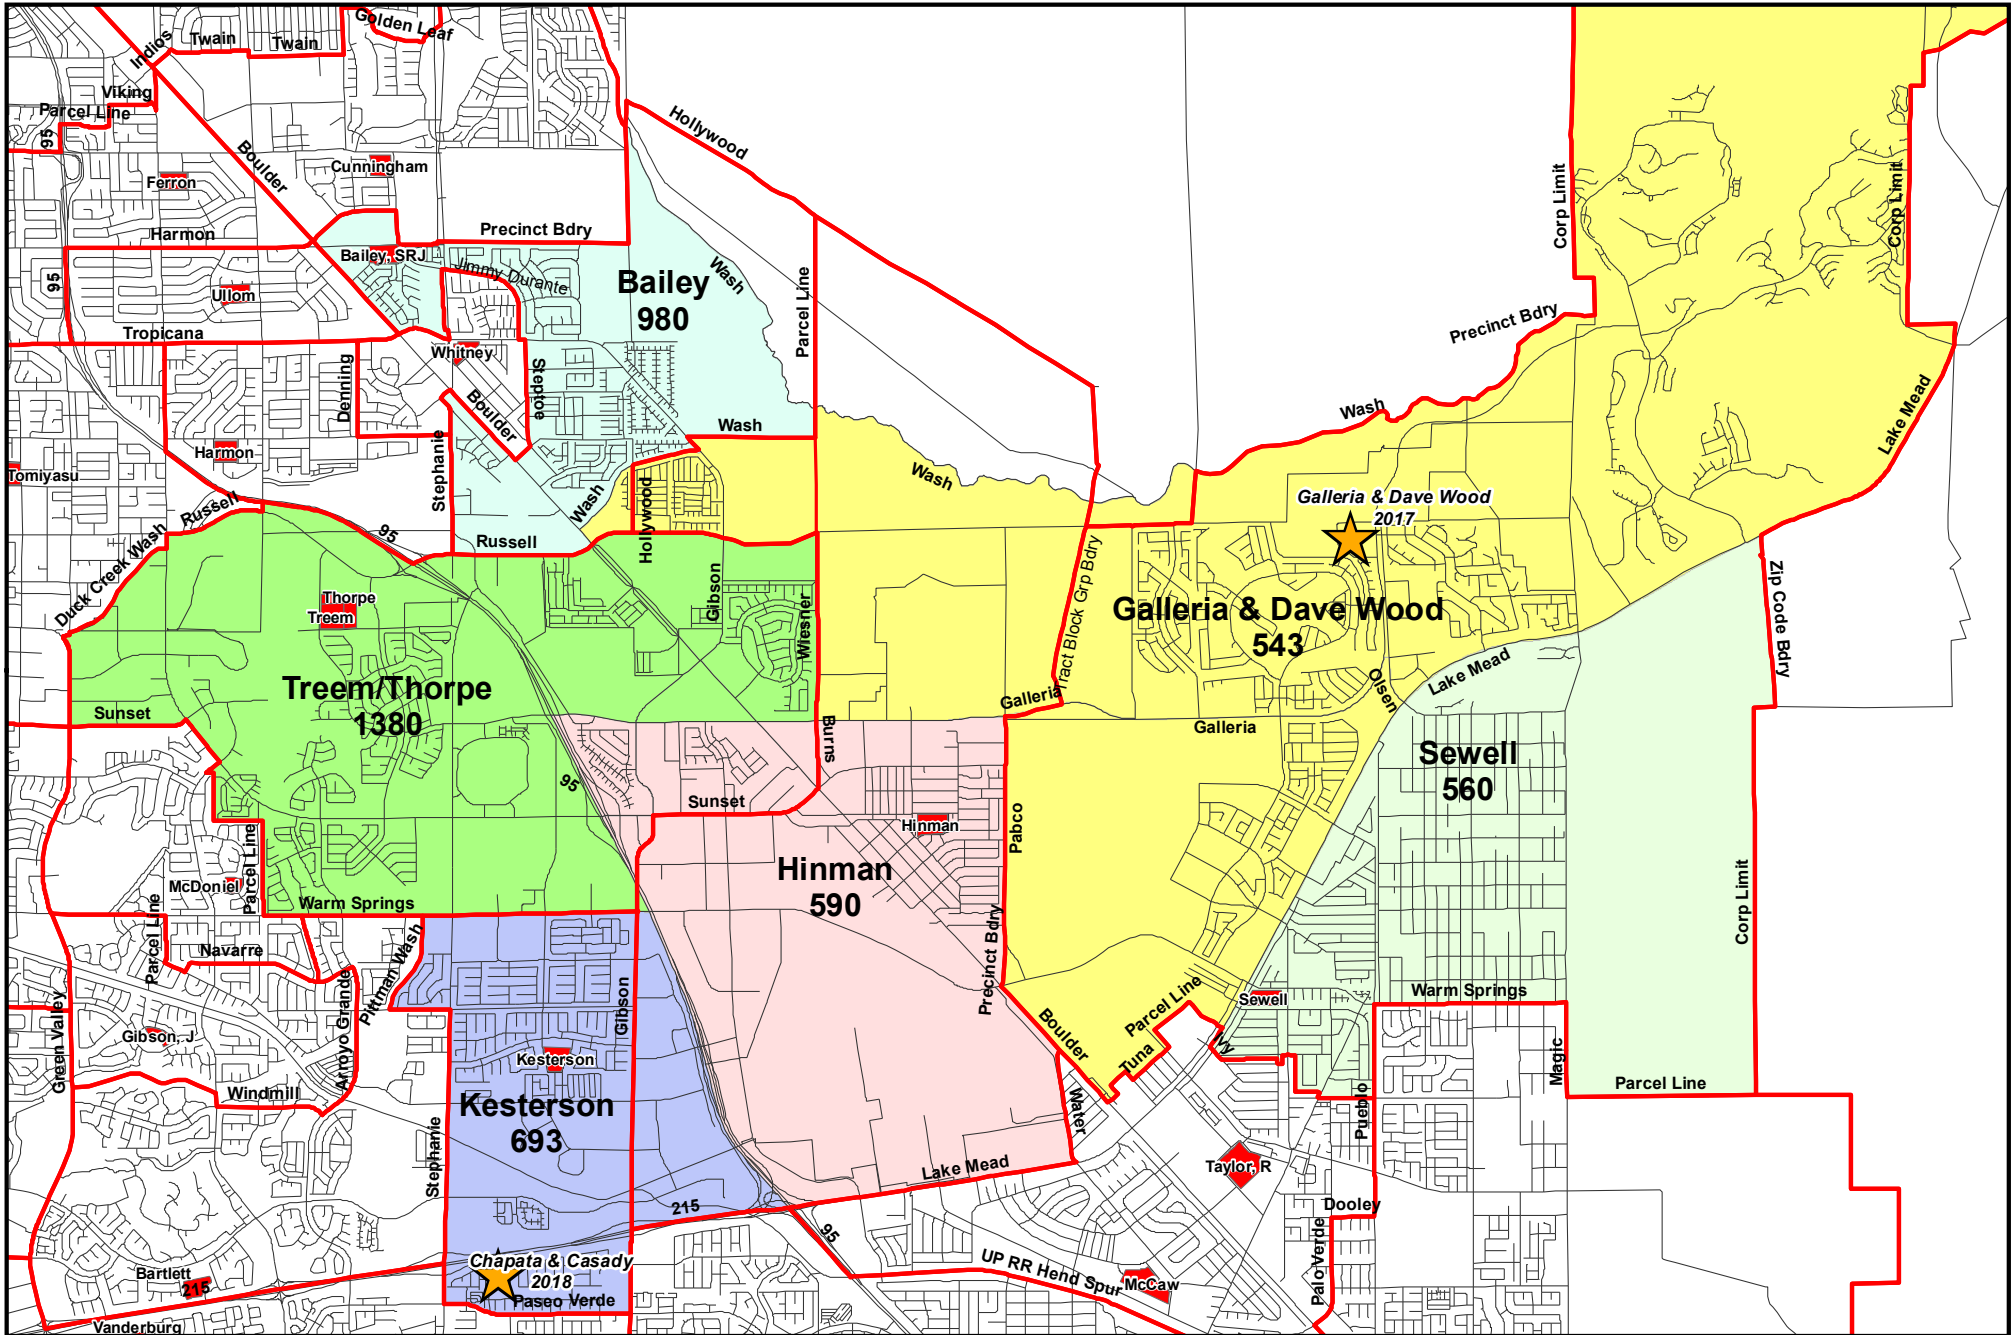 Golden Leaf
Twain
Twain
Indios
Viking
Parcel Line
95
Boulder
Hollywood
Cunningham
Ferron
Harmon
Precinct Bdry
Corp Limit
Corp Limit
Bailey, SRJ
Jimmy Durante
Bailey
980
Wash
Parcel Line
95
Ullom
Tropicana
Precinct Bdry
Whitney
Denning
Steptoe
Boulder
Wash
Wash
Lake Mead
Harmon
Tomiyasu
Stephanie
Wash
Hollywood
Wash
Galleria & Dave Wood
2017
Russell
95
Russell
Duck Creek Wash
Tract Block Grp Bdry
Zip Code Bdry
Thorpe
Treem
Gibson
Wiesner
Galleria & Dave Wood
543
Treem/Thorpe
1380
Lake Mead
Olsen
Galleria
Sunset
Burns
Galleria
Sewell
560
95
Sunset
Hinman
Pabco
Hinman
590
McDoniel
Parcel Line
Warm Springs
Corp Limit
Parcel Line
Navarre
Pittman Wash
Arroyo Grande
Precinct Bdry
Gibson
Parcel Line
Sewell
Warm Springs
Green Valley
Gibson, J
Kesterson
Boulder
Tuna
Ivy
Magic
Windmill
Kesterson
693
Water
Pueblo
Parcel Line
Stephanie
Lake Mead
Taylor, R
215
95
Dooley
Palo Verde
Chapata & Casady
2018
Bartlett
215
UP RR Hend Spur
McCaw
Paseo Verde
Vanderburg